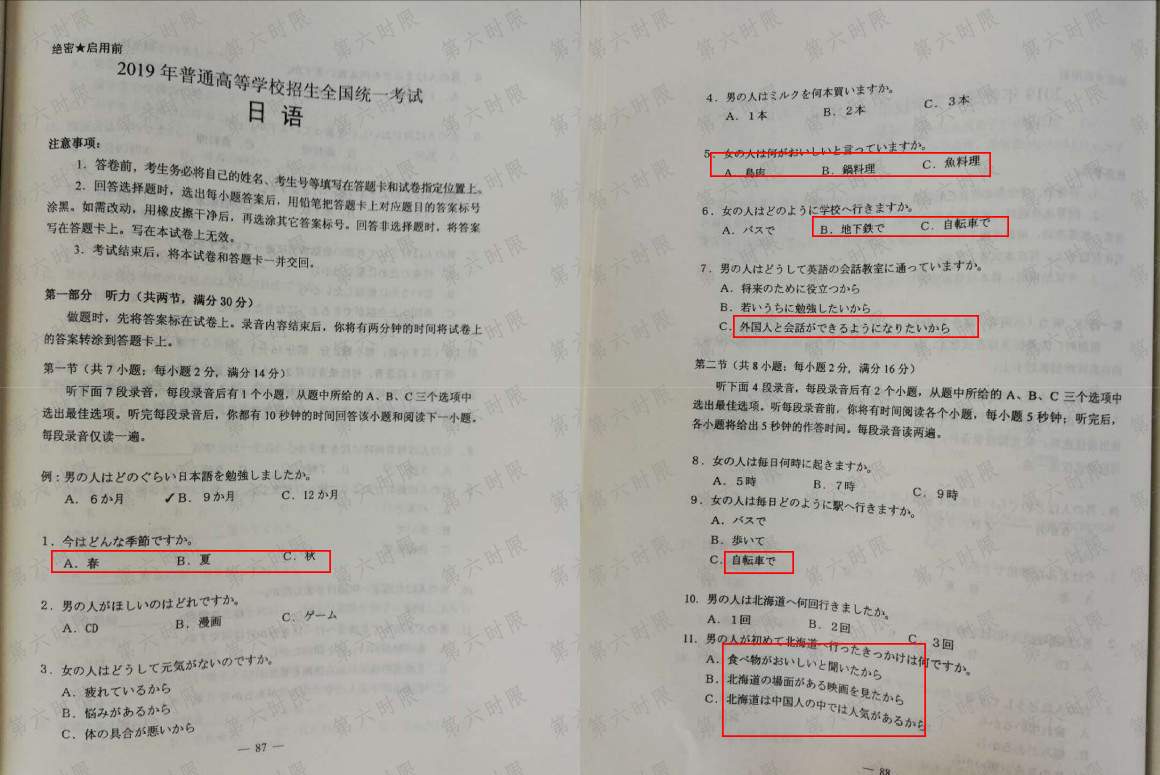 绝密★启用前
2019年普通高等学校招生全国统一考试
日 语
注意事项:
1. 答卷前，考生务必将自己的姓名、考生号等填写在答题卡和试卷指定位置上。
2. 回答选择题时，选出每小题答案后，用铅笔把答题卡上对应题目的答案标号
涂黑。如需改动，用橡皮擦干净后，再选涂其它答案标号。回答非选择题时，将答案
写在答题卡上。写在本试卷上无效。
3. 考试结束后，将本试卷和答题卡一并交回。
第一部分 听力（共两节，满分30分）
做题时，先将答案标在试卷上。录音内容结束后，你将有两分钟的时间将试卷上
的答案转涂到答题卡上。
第一节（共7小题；每小题2分，满分14分）
听下面7段录音，每段录音后有1个小题，从题中所给的A、B、C三个选项中
选出最佳选项。听完每段录音后，你都有10秒钟的时间回答该小题和阅读下一小题。
每段录音仅读一遍。
例：男の人はどのぐらい日本語を勉強しましたか。
A. 6か月 ✓B. 9か月 C. 12か月
1. 今はどんな季節ですか。
A. 春 B. 夏 C. 秋
2. 男の人がほしいのはどれですか。
A. CD B. 漫画 C. ゲーム
3. 女の人はどうして元気がないのですか。
A. 疲れているから
B. 悩みがあるから
C. 体の具合が悪いから
— 87 —
4. 男の人はミルクを何本買いますか。
A. 1本 B. 2本 C. 3本
5. 女の人は何がおいしいと言っていますか。
A. 鳥肉 B. 鍋料理 C. 魚料理
6. 女の人はどのように学校へ行きますか。
A. バスで B. 地下鉄で C. 自転車で
7. 男の人はどうして英語の会話教室に通っていますか。
A. 将来のために役立つから
B. 若いうちに勉強したいから
C. 外国人と会話ができるようになりたいから
第二节（共8小题；每小题2分，满分16分）
听下面4段录音，每段录音后有2个小题，从题中所给的A、B、C三个选项中
选出最佳选项。听每段录音前，你将有时间阅读各个小题，每小题5秒钟；听完后，
各小题将给出5秒钟的作答时间。每段录音读两遍。
8. 女の人は毎日何時に起きますか。
A. 5時 B. 7時 C. 9時
9. 女の人は毎日どのように駅へ行きますか。
A. バスで
B. 歩いて
C. 自転車で
10. 男の人は北海道へ何回行きましたか。
A. 1回 B. 2回 C 3回
11. 男の人が初めて北海道へ行ったきっかけは何ですか。
A. 食べ物がおいしいと聞いたから
B. 北海道の場面がある映画を見たから
C. 北海道は中国人の中では人気があるから
— 88
第六时限